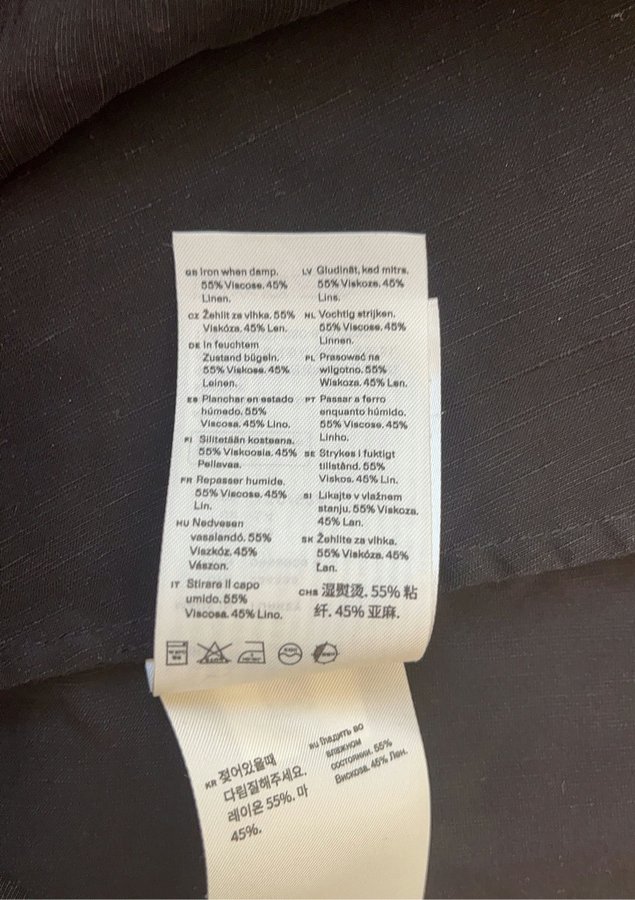 GB Iron when damp.
55% Viscose. 45%
Linen.
CZ Žehlit za vlhka. 55%
Viskóza. 45% Len.
DE In feuchtem
Zustand bügeln.
55% Viskose. 45%
Leinen.
ES Planchar en estado
húmedo. 55%
Viscosa. 45% Lino.
FI Silitetään kosteana.
55% Viskoosia. 45%
Pellavaa.
FR Repasser humide.
55% Viscose. 45%
Lin.
HU Nedvesen
vasalandó. 55%
Viszkóz. 45%
Vászon.
IT Stirare il capo
umido. 55%
Viscosa. 45% Lino.
LV Gludināt, kad mitrs.
55% Viskoze. 45%
Lins.
NL Vochtig strijken.
55% Viscose. 45%
Linnen.
PL Prasować na
wilgotno. 55%
Wiskoza. 45% Len.
PT Passar a ferro
enquanto húmido.
55% Viscose. 45%
Linho.
SE Strykes i fuktigt
tillstånd. 55%
Viskos. 45% Lin.
SI Likajte v vlažnem
stanju. 55% Viskoza.
45% Lan.
SK Žehlite za vlhka.
55% Viskóza. 45%
Ľan.
CHS 湿熨烫. 55% 粘
纤. 45% 亚麻.
KR 젖어있을때
다림질해주세요.
레이온 55%. 마
45%.
RU Гладить во
влажном
состоянии. 55%
Вискоза. 45% Лен.